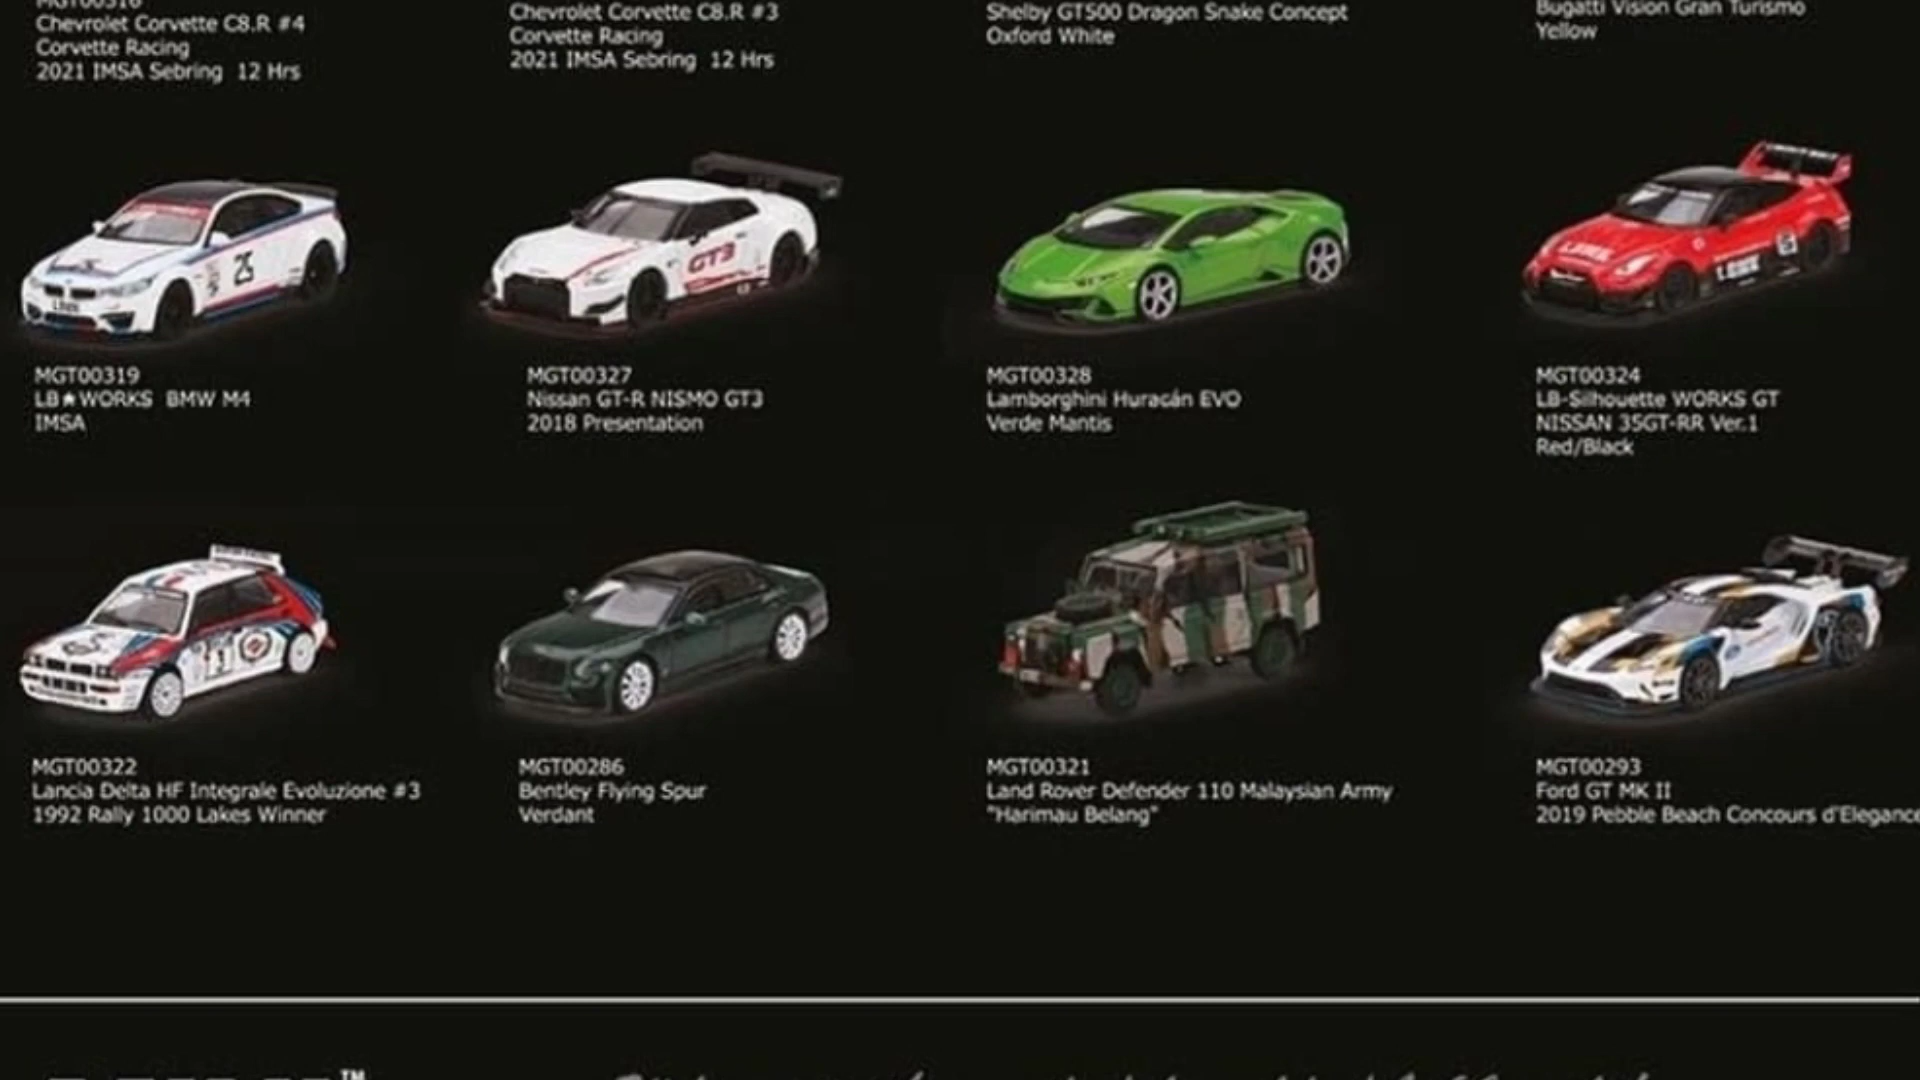 MGT00316
Chevrolet Corvette C8.R #4
Corvette Racing
2021 IMSA Sebring 12 Hrs
Chevrolet Corvette C8.R #3
Corvette Racing
2021 IMSA Sebring 12 Hrs
Shelby GT500 Dragon Snake Concept
Oxford White
Bugatti Vision Gran Turismo
Yellow
25
GT3
MGT00319
LB★WORKS BMW M4
IMSA
MGT00327
Nissan GT-R NISMO GT3
2018 Presentation
MGT00328
Lamborghini Huracán EVO
Verde Mantis
MGT00324
LB-Silhouette WORKS GT
NISSAN 35GT-RR Ver.1
Red/Black
MGT00322
Lancia Delta HF Integrale Evoluzione #3
1992 Rally 1000 Lakes Winner
MGT00286
Bentley Flying Spur
Verdant
MGT00321
Land Rover Defender 110 Malaysian Army
"Harimau Belang"
MGT00293
Ford GT MK II
2019 Pebble Beach Concours d'Elegance
TM